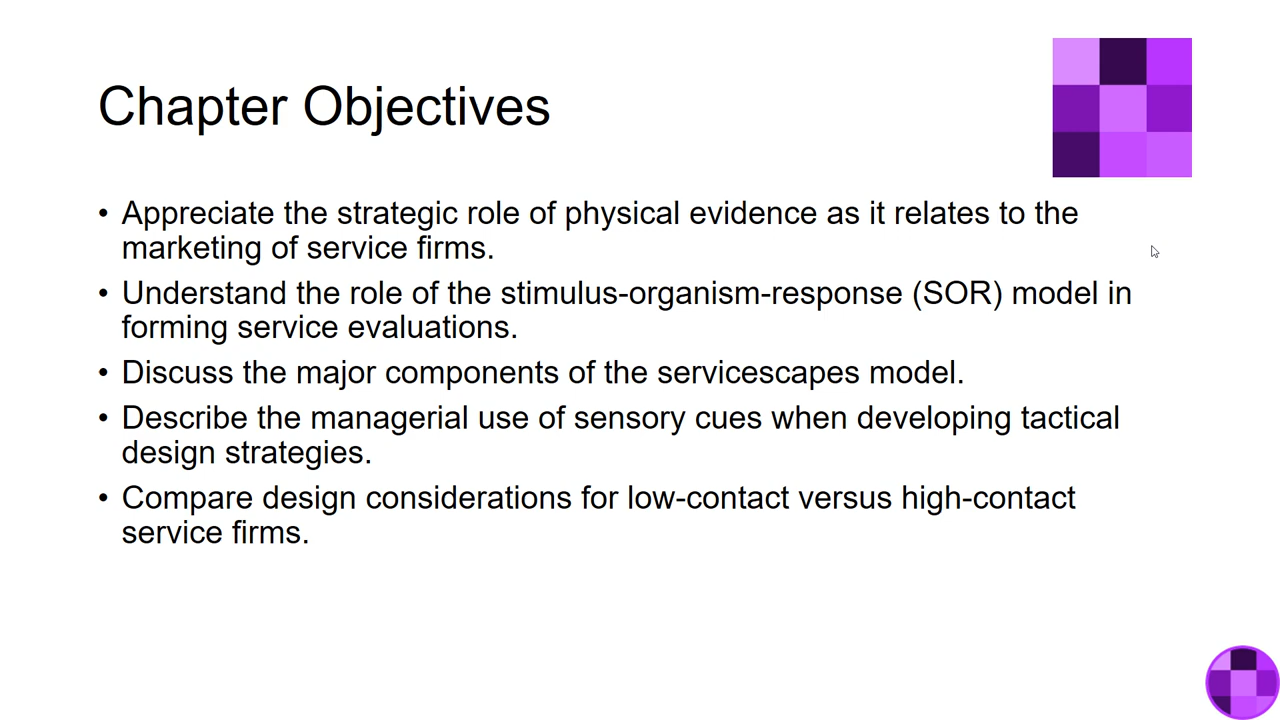 Chapter Objectives
• Appreciate the strategic role of physical evidence as it relates to the
marketing of service firms.
• Understand the role of the stimulus-organism-response (SOR) model in
forming service evaluations.
• Discuss the major components of the servicescapes model.
• Describe the managerial use of sensory cues when developing tactical
design strategies.
• Compare design considerations for low-contact versus high-contact
service firms.